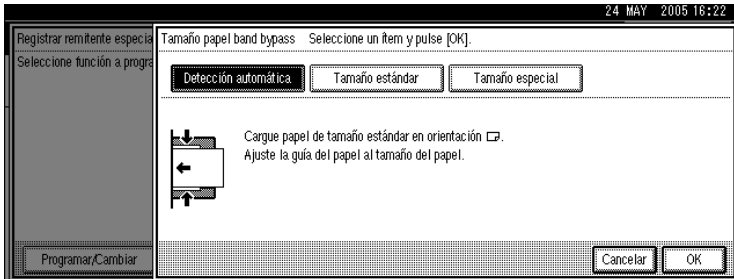 24 MAY 2005 16:22
Registrar remitente especia
Tamaño papel band bypass Seleccione un ítem y pulse [OK].
Seleccione función a progra
Detección automática Tamaño estándar Tamaño especial
Cargue papel de tamaño estándar en orientación .
Ajuste la guía del papel al tamaño del papel.
Programar/Cambiar
Cancelar OK